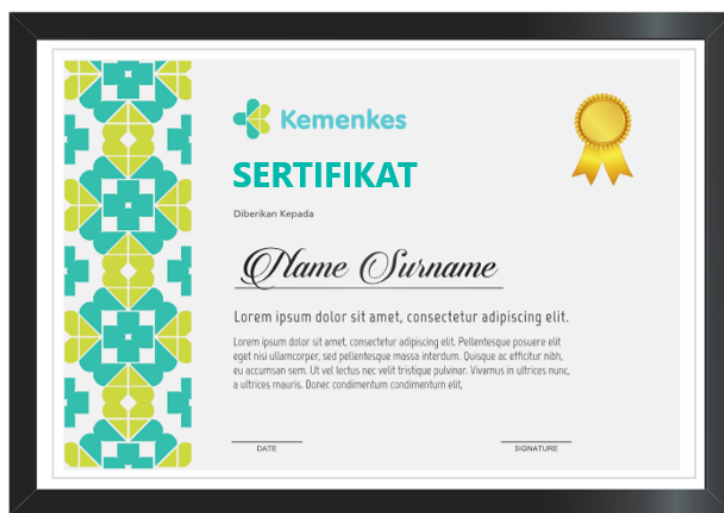 Kemenkes
SERTIFIKAT
Diberikan Kepada
Name Surname
Lorem ipsum dolor sit amet, consectetur adipiscing elit.
Lorem ipsum dolor sit amet, consectetur adipiscing elit. Pellentesque posuere elit
eget nisi ullamcorper, sed pellentesque massa interdum. Quisque ac efficitur nibh,
eu accumsan sem. Ut vel lectus nec velit tristique pulvinar. Vivamus in ultrices nunc,
a ultrices mauris. Donec condimentum condimentum elit,
DATE
SIGNATURE